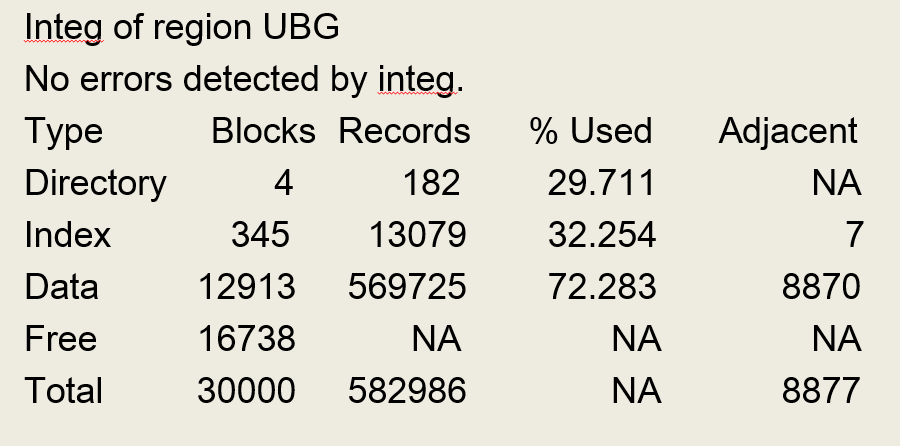 Integ of region UBG
No errors detected by integ.
Type Blocks Records % Used Adjacent
Directory 4 182 29.711 NA
Index 345 13079 32.254 7
Data 12913 569725 72.283 8870
Free 16738 NA NA NA
Total 30000 582986 NA 8877